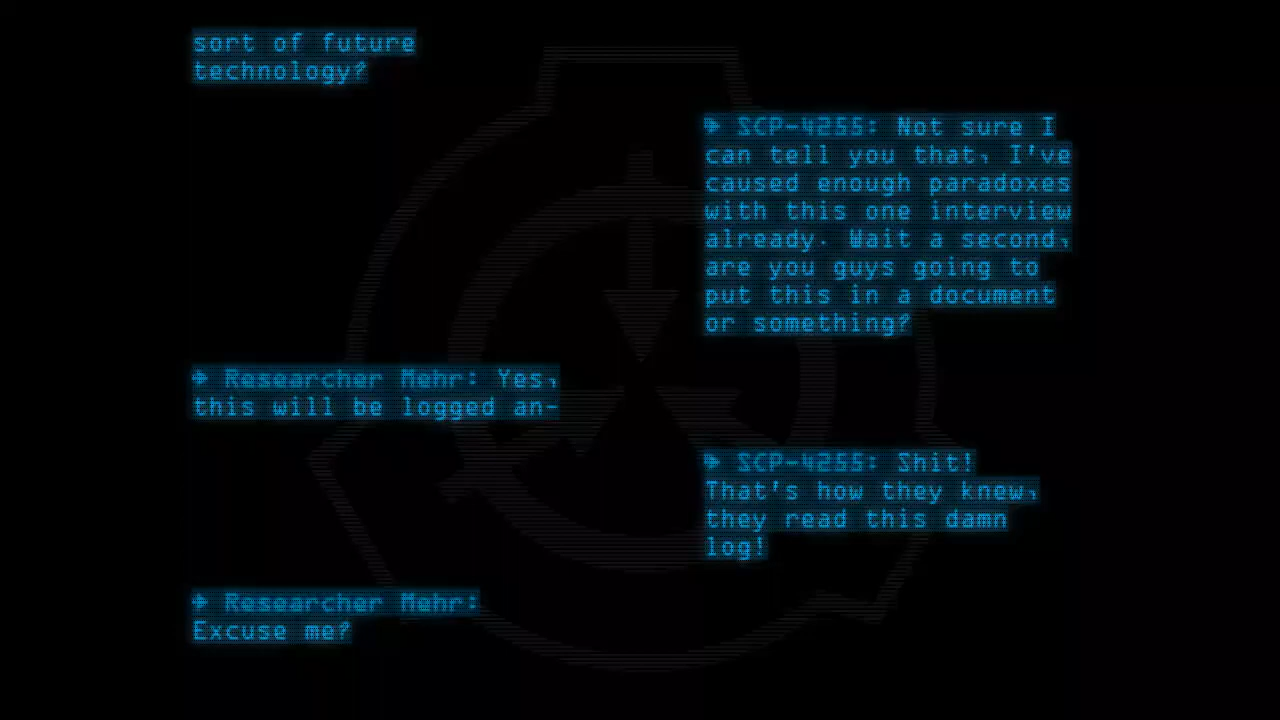 sort of future
technology?
► SCP-4255: Not sure I
can tell you that, I've
caused enough paradoxes
with this one interview
already. Wait a second,
are you guys going to
put this in a document
or something?
► Researcher Mehr: Yes,
this will be logged an-
► SCP-4255: Shit!
That's how they knew,
they read this damn
log!
► Researcher Mehr:
Excuse me?